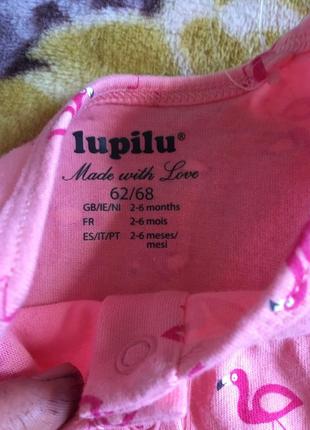 lupilu®
Made with Love
62/68
GB/IE/NI 2-6 months
FR 2-6 mois
ES/IT/PT 2-6 meses/
mesi